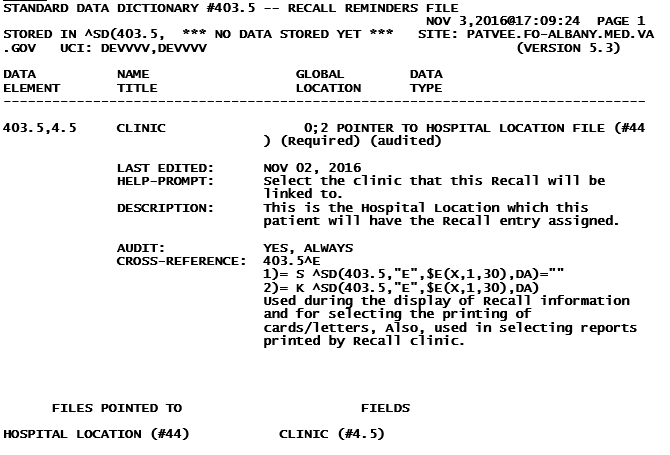 STANDARD DATA DICTIONARY #403.5 -- RECALL REMINDERS FILE
NOV 3,2016@17:09:24  PAGE 1
STORED IN ^SD(403.5,  *** NO DATA STORED YET ***   SITE: PATVEE.FO-ALBANY.MED.VA
.GOV   UCI: DEVVVV,DEVVVV                                      (VERSION 5.3)
DATA          NAME                  GLOBAL        DATA
ELEMENT       TITLE                 LOCATION      TYPE
-------------------------------------------------------------------------------
403.5,4.5     CLINIC                 0;2 POINTER TO HOSPITAL LOCATION FILE (#44
) (Required) (audited)
LAST EDITED:      NOV 02, 2016
HELP-PROMPT:      Select the clinic that this Recall will be
linked to.
DESCRIPTION:      This is the Hospital Location which this
patient will have the Recall entry assigned.
AUDIT:            YES, ALWAYS
CROSS-REFERENCE:  403.5^E
1)= S ^SD(403.5,"E",$E(X,1,30),DA)=""
2)= K ^SD(403.5,"E",$E(X,1,30),DA)
Used during the display of Recall information
and for selecting the printing of
cards/letters, Also, used in selecting reports
printed by Recall clinic.
FILES POINTED TO                      FIELDS
HOSPITAL LOCATION (#44)           CLINIC (#4.5)